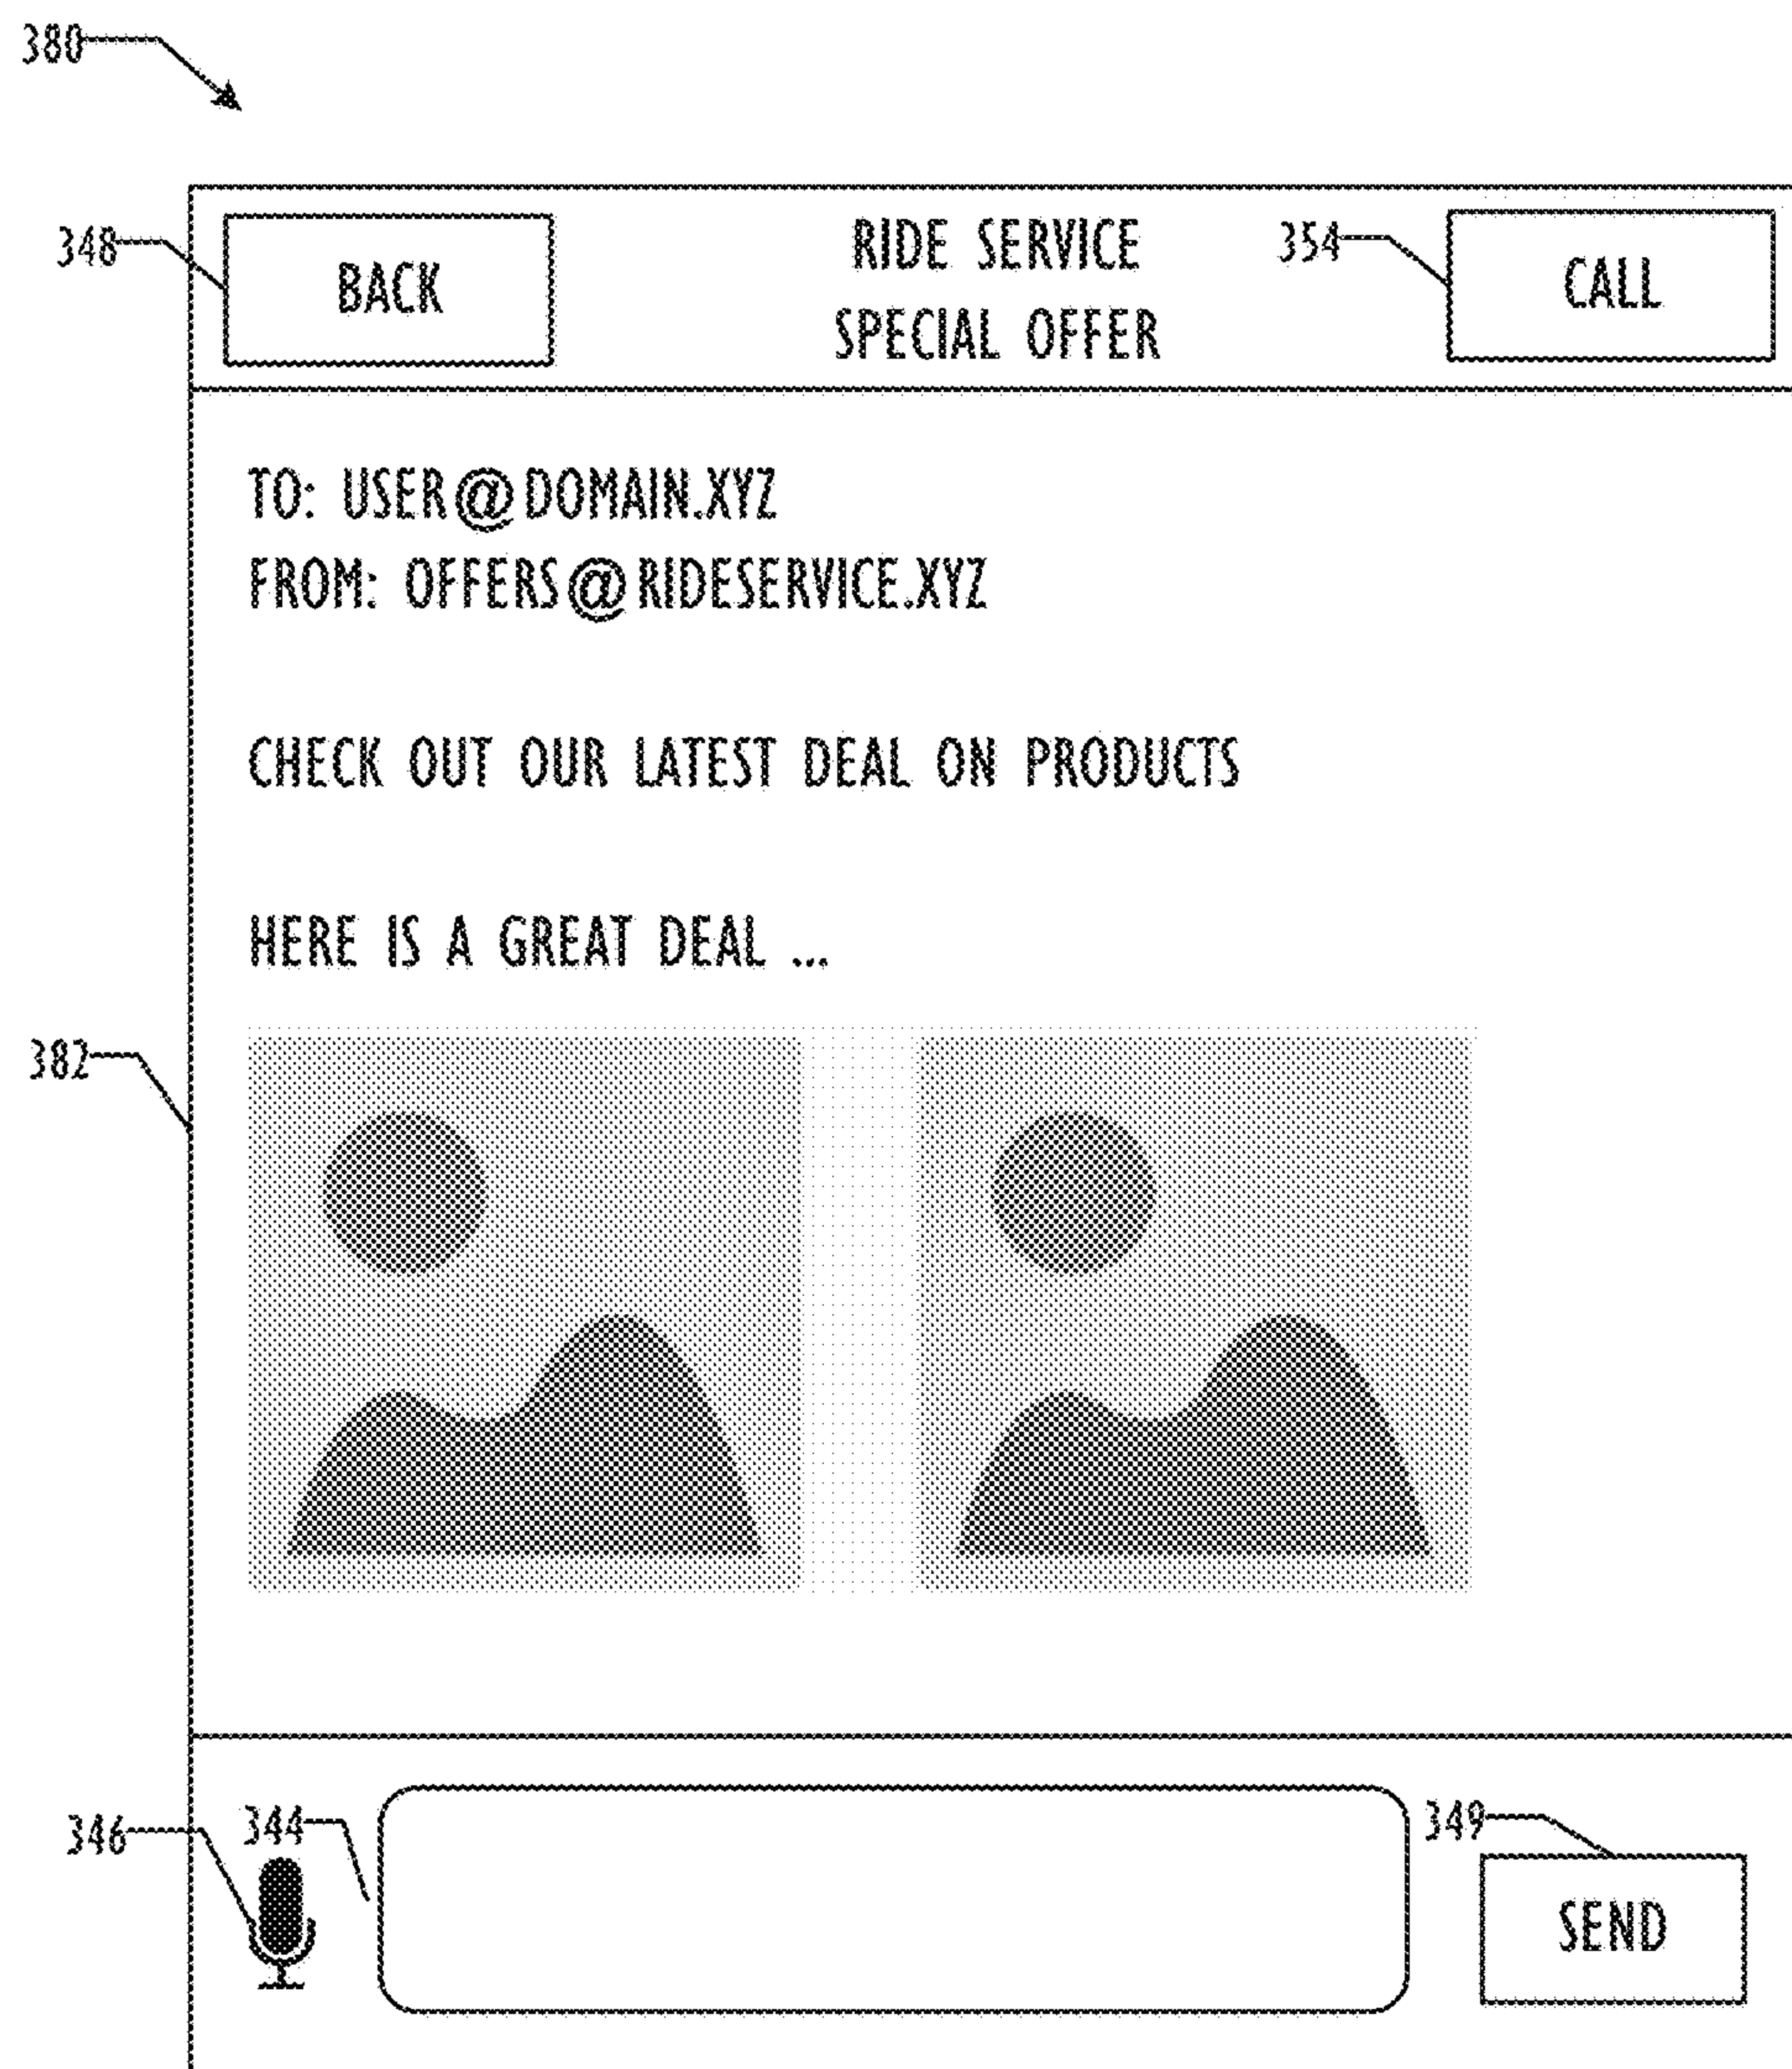 380
348
BACK
RIDE SERVICE
SPECIAL OFFER
354
CALL
TO: USER@DOMAIN.XYZ
FROM: OFFERS@RIDESERVICE.XYZ
CHECK OUT OUR LATEST DEAL ON PRODUCTS
HERE IS A GREAT DEAL ...
382
346
344
349
SEND